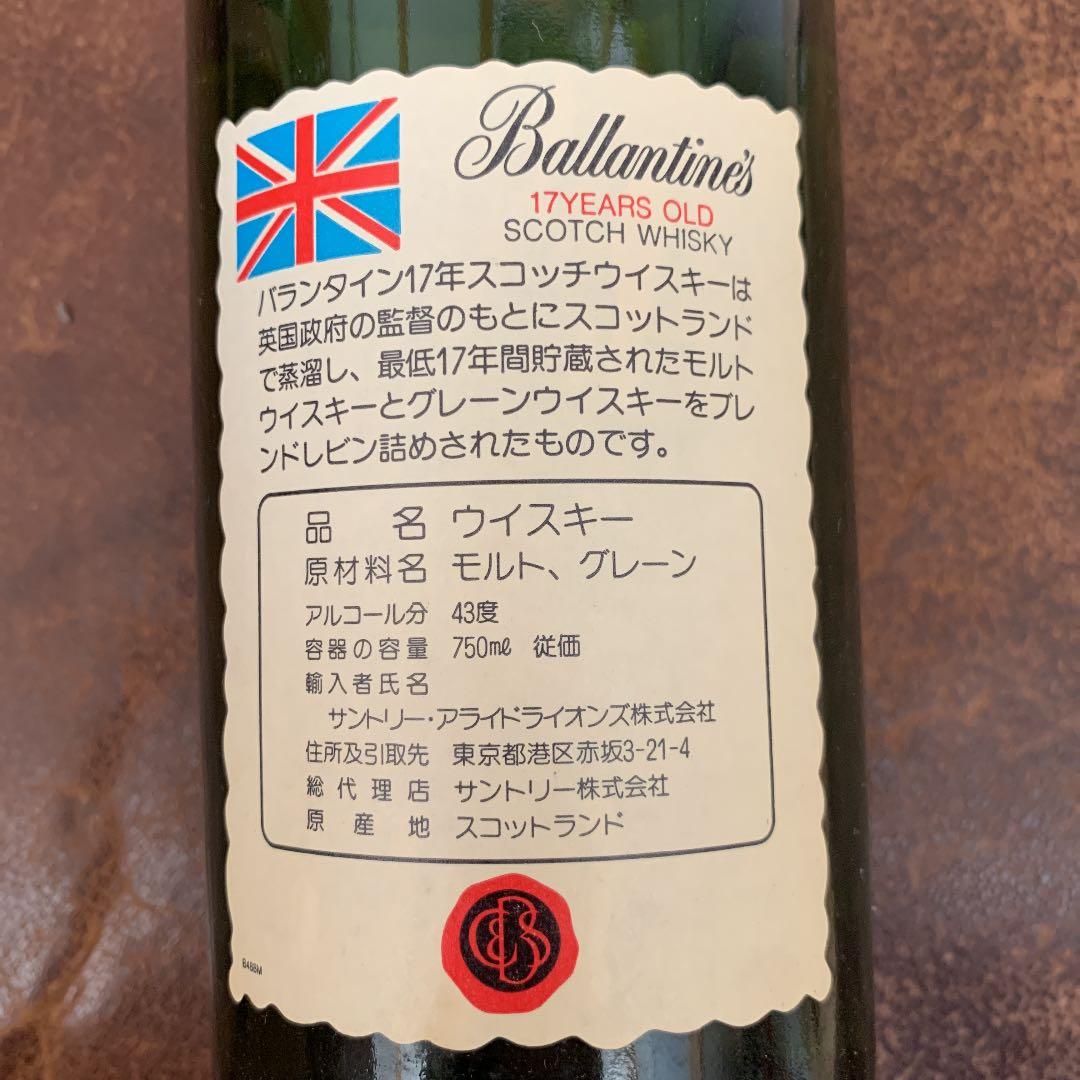 Ballantine's
17YEARS OLD
SCOTCH WHISKY
バランタイン17年スコッチウイスキーは
英国政府の監督のもとにスコットランド
で蒸溜し、最低17年間貯蔵されたモルト
ウイスキーとグレーンウイスキーをブレ
ンドレビン詰めされたものです。
品名 ウイスキー
原材料名 モルト、グレーン
アルコール分 43度
容器の容量 750mℓ 従価
輸入者氏名
サントリー・アライドライオンズ株式会社
住所及引取先 東京都港区赤坂3-21-4
総代理店 サントリー株式会社
原産地 スコットランド
GBS